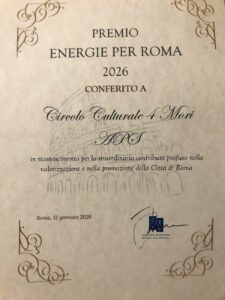 PREMIO
ENERGIE PER ROMA
2026
CONFERITO A
Circolo Culturale 4 Mori
APS
in riconoscimento per lo straordinario contributo profuso nella
valorizzazione e nella promozione della Città di Roma
Roma, 12 gennaio 2026